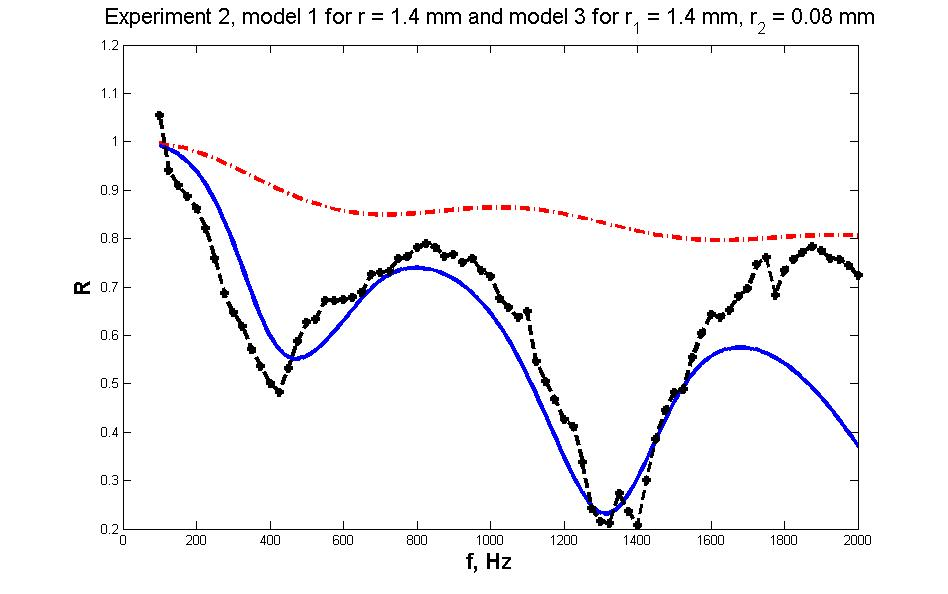 Experiment 2, model 1 for r = 1.4 mm and model 3 for r1 = 1.4 mm, r2 = 0.08 mm
1.2
1.1
1
0.9
0.8
0.7
0.6
0.5
0.4
0.3
0.2
R
0 200 400 600 800 1000 1200 1400 1600 1800 2000
f, Hz